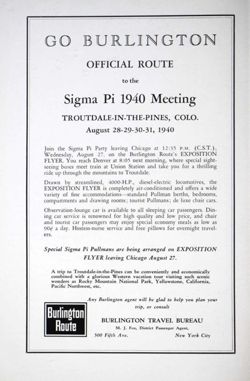 GO BURLINGTON
OFFICIAL ROUTE
to the
Sigma Pi 1940 Meeting
TROUTDALE-IN-THE-PINES, COLO.
August 28-29-30-31, 1940
Join the Sigma Pi Party leaving Chicago at 12:35 p.m. (C.S.T.),
Wednesday, August 27, on the Burlington Route's EXPOSITION
FLYER. You reach Denver at 8:05 next morning, where special sight-
seeing buses meet train at Union Station and take you for a thrilling
ride up through the mountains to Troutdale.
Drawn by streamlined, 4000-H.P., diesel-electric locomotives, the
EXPOSITION FLYER is completely air-conditioned and offers a wide
variety of fine accommodations—standard Pullman berths, bedrooms,
compartments and drawing rooms; tourist Pullmans; de luxe chair cars.
Observation-lounge car is available to all sleeping car passengers. Dining
car service is renowned for high quality and low price, and chair
and tourist car passengers may enjoy special economy meals as low as
90¢ a day. Hostess-nurse service and free pillows for overnight travel-
ers.
Special Sigma Pi Pullmans are being arranged on EXPOSITION
FLYER leaving Chicago August 27.
A trip to Troutdale-in-the-Pines can be conveniently and economically
combined with a glorious Western vacation tour visiting such scenic
wonders as Rocky Mountain National Park, Yellowstone, California,
Pacific Northwest, etc.
Any Burlington agent will be glad to help you plan your
trip, or consult
Burlington
Route
BURLINGTON TRAVEL BUREAU
M. J. Fox, District Passenger Agent,
500 Fifth Ave. New York City